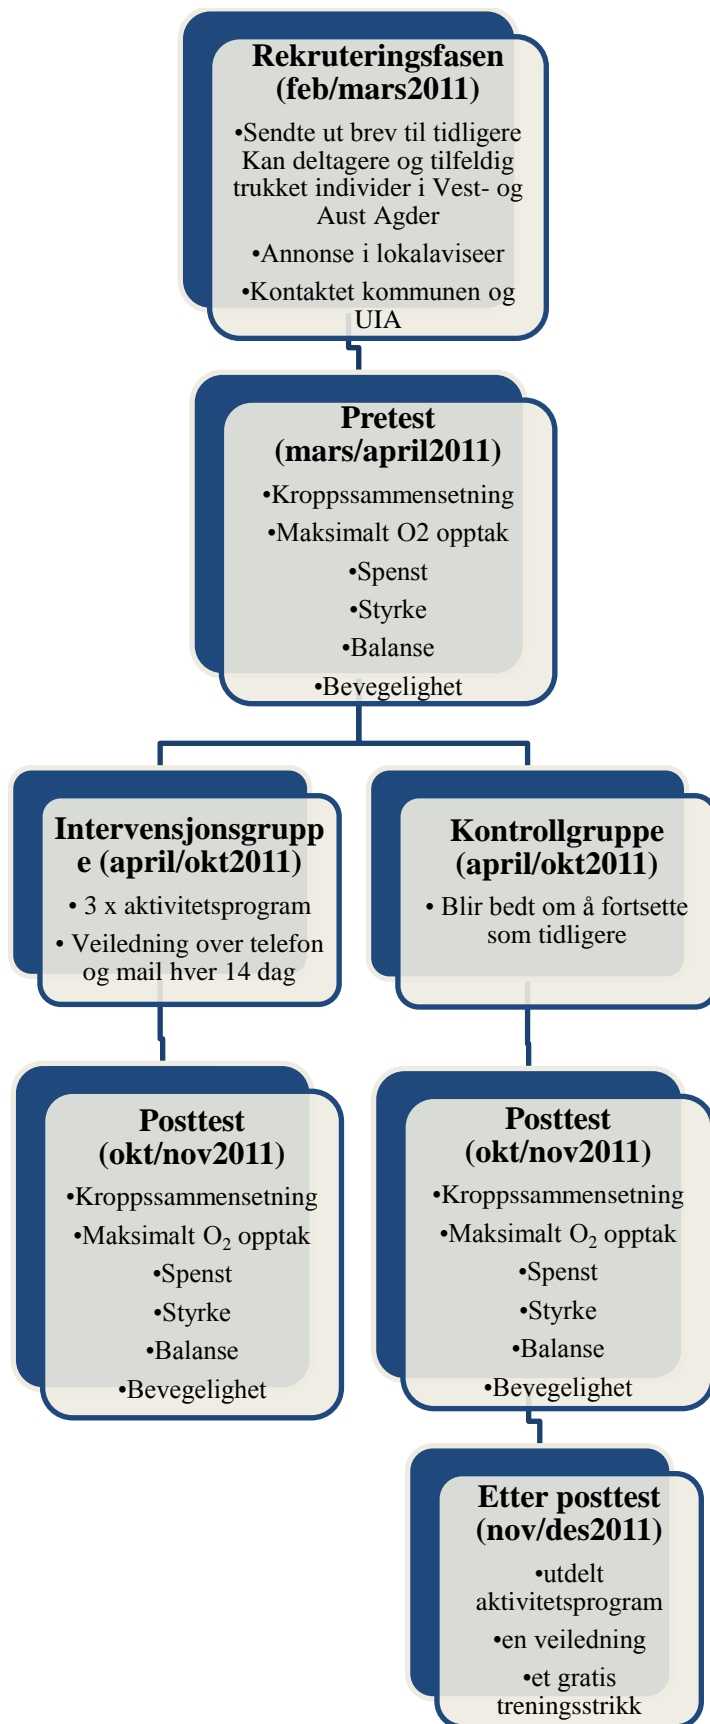 Rekruteringsfasen
(feb/mars2011)
•Sendte ut brev til tidligere
Kan deltagere og tilfeldig
trukket individer i Vest- og
Aust Agder
•Annonse i lokalaviseer
•Kontaktet kommunen og
UIA
Pretest
(mars/april2011)
•Kroppssammensetning
•Maksimalt O2 opptak
•Spenst
•Styrke
•Balanse
•Bevegelighet
Intervensjonsgrupp
e (april/okt2011)
• 3 x aktivitetsprogram
• Veiledning over telefon
og mail hver 14 dag
Kontrollgruppe
(april/okt2011)
• Blir bedt om å fortsette
som tidligere
Posttest
(okt/nov2011)
•Kroppssammensetning
•Maksimalt O₂ opptak
•Spenst
•Styrke
•Balanse
•Bevegelighet
Posttest
(okt/nov2011)
•Kroppssammensetning
•Maksimalt O₂ opptak
•Spenst
•Styrke
•Balanse
•Bevegelighet
Etter posttest
(nov/des2011)
•utdelt
aktivitetsprogram
•en veiledning
•et gratis
treningsstrikk